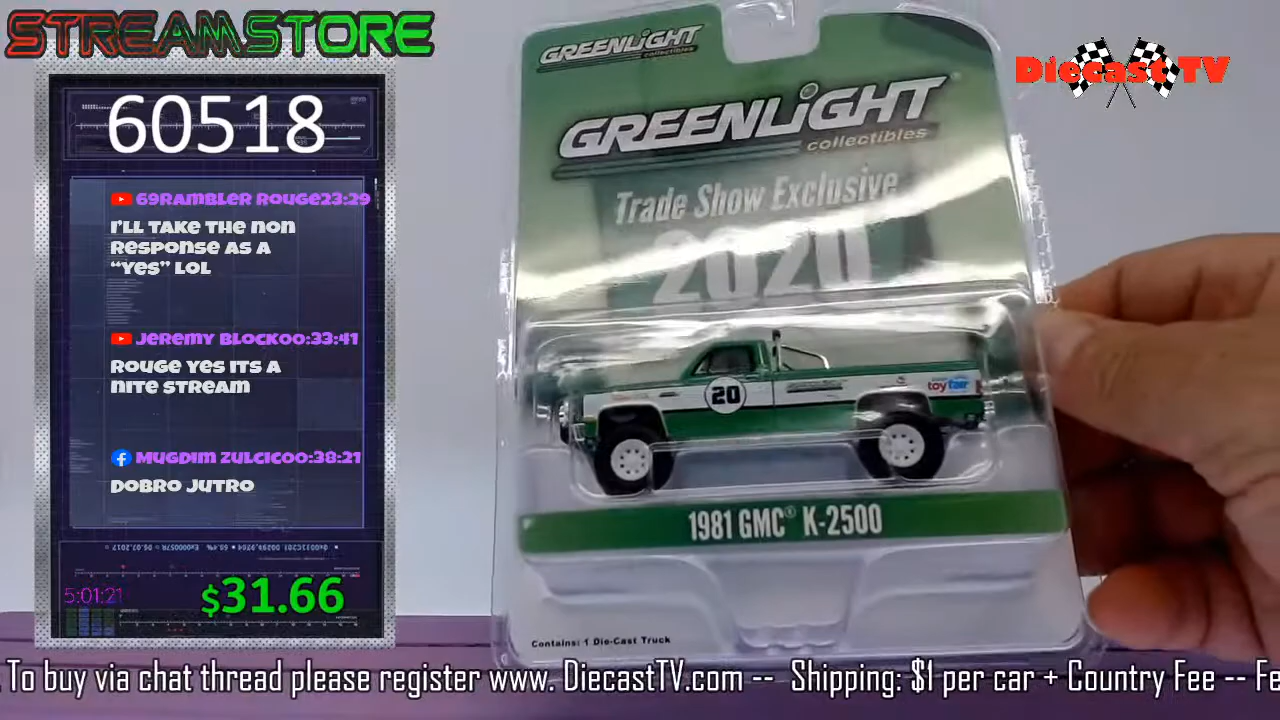 STREAMSTORE
60518
69Rambler Rouge23:29
I'll take the non
response as a
“yes” lol
Jeremy Block00:33:41
Rouge yes its a
nite stream
Mugdim Zulcic00:38:21
Dobro jutro
5:01:21
$31.66
Diecast TV
GREENLIGHT
collectibles
GREENLIGHT
collectibles
Trade Show Exclusive
2020
20
toy fair
1981 GMC® K-2500
Contains: 1 Die-Cast Truck
To buy via chat thread please register www. DiecastTV.com -- Shipping: $1 per car + Country Fee -- Fe